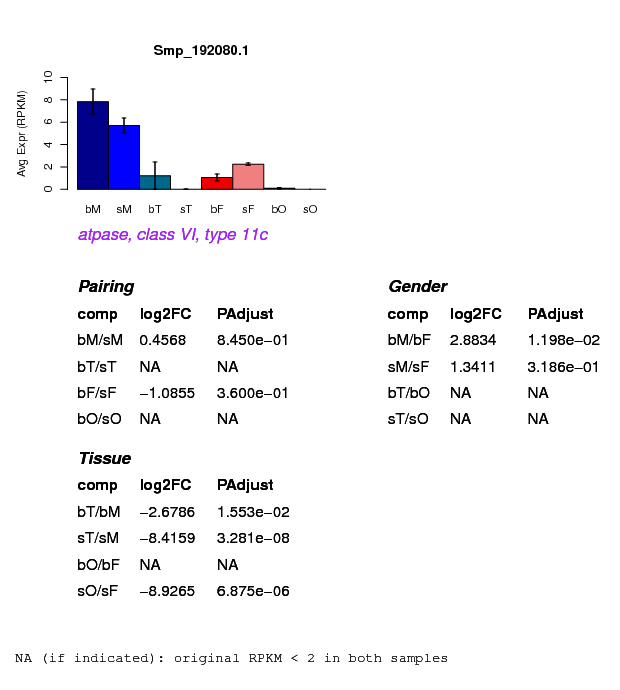 Smp_192080.1
Avg Expr (RPKM)
0 2 4 6 8 10
bM sM bT sT bF sF bO sO
atpase, class VI, type 11c
Pairing
comp log2FC PAdjust
bM/sM 0.4568 8.450e−01
bT/sT NA NA
bF/sF −1.0855 3.600e−01
bO/sO NA NA
Gender
comp log2FC PAdjust
bM/bF 2.8834 1.198e−02
sM/sF 1.3411 3.186e−01
bT/bO NA NA
sT/sO NA NA
Tissue
comp log2FC PAdjust
bT/bM −2.6786 1.553e−02
sT/sM −8.4159 3.281e−08
bO/bF NA NA
sO/sF −8.9265 6.875e−06
NA (if indicated): original RPKM < 2 in both samples